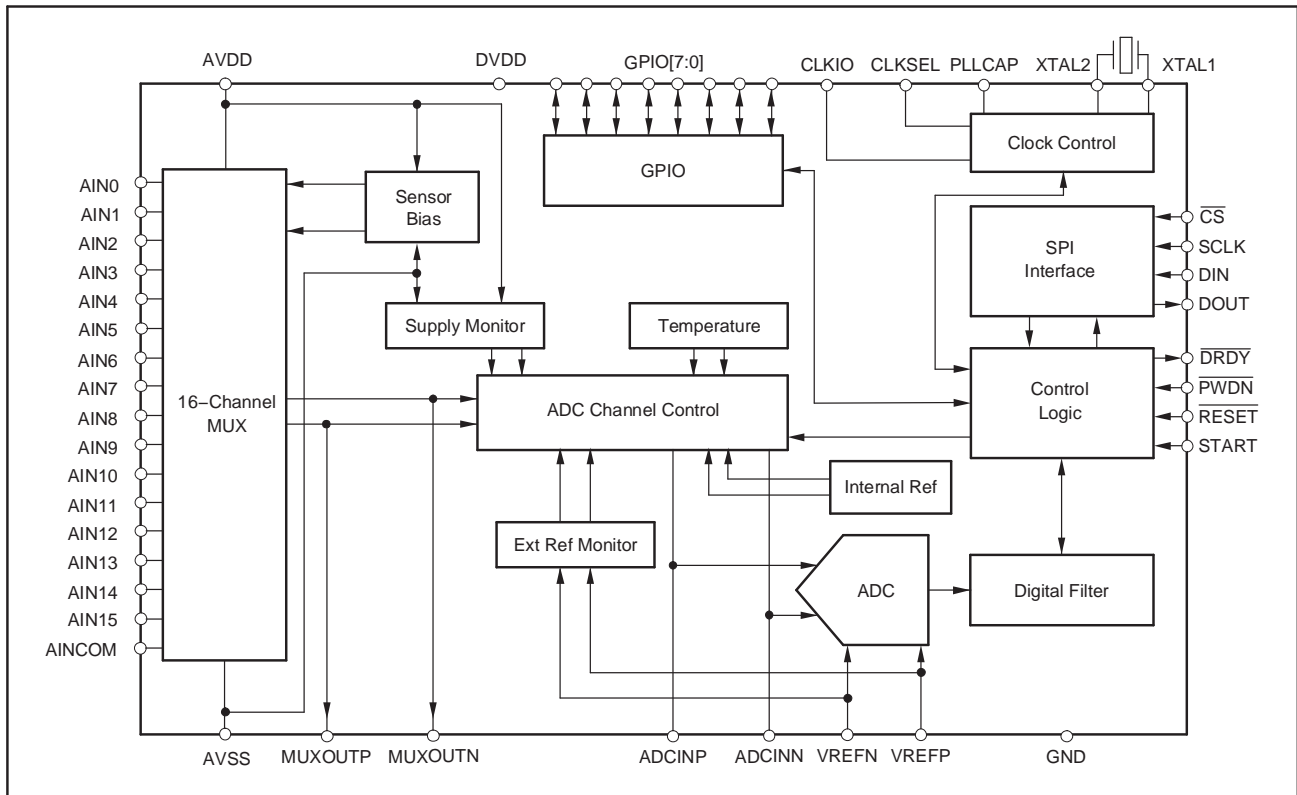 AVDD
DVDD
GPIO[7:0]
CLKIO
CLKSEL
PLLCAP
XTAL2
XTAL1
GPIO
Clock Control
AIN0
AIN1
AIN2
AIN3
AIN4
AIN5
AIN6
AIN7
AIN8
AIN9
AIN10
AIN11
AIN12
AIN13
AIN14
AIN15
AINCOM
16–Channel
MUX
Sensor
Bias
Supply Monitor
Temperature
ADC Channel Control
Internal Ref
Ext Ref Monitor
ADC
Digital Filter
SPI
Interface
Control
Logic
CS
SCLK
DIN
DOUT
DRDY
PWDN
RESET
START
AVSS
MUXOUTP
MUXOUTN
ADCINP
ADCINN
VREFN
VREFP
GND